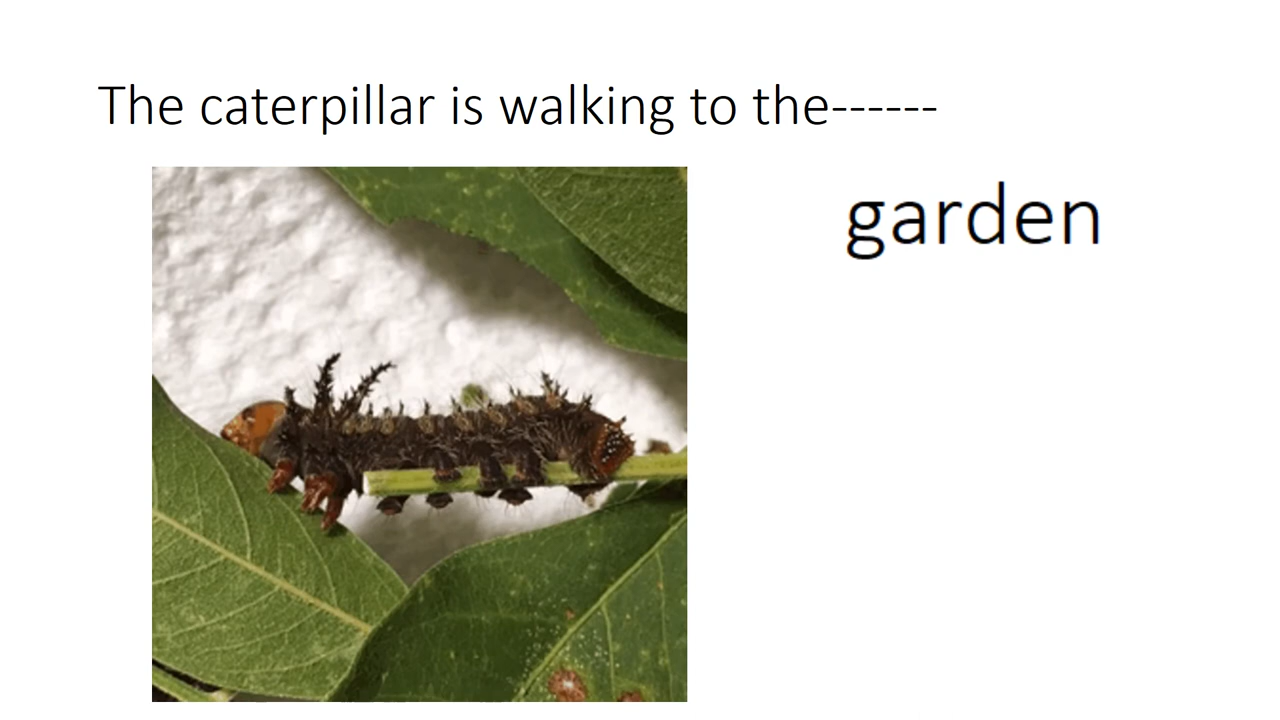 The caterpillar is walking to the------
garden